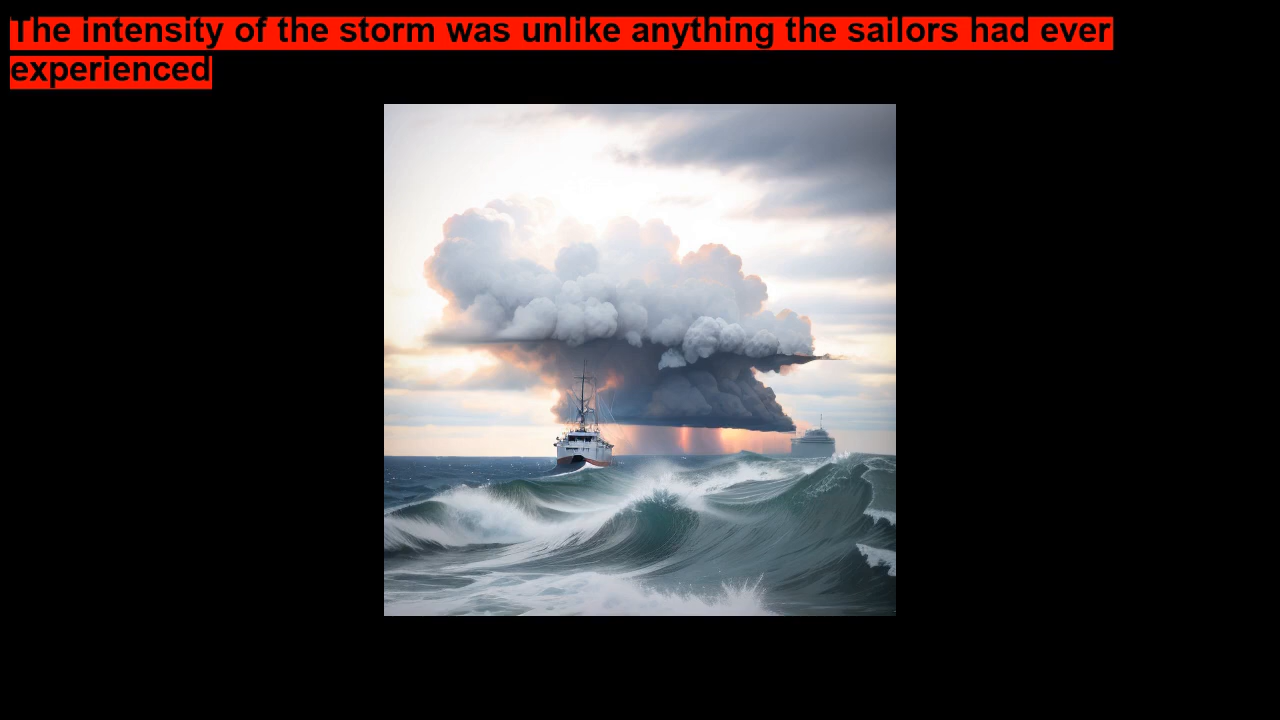 The intensity of the storm was unlike anything the sailors had ever
experienced